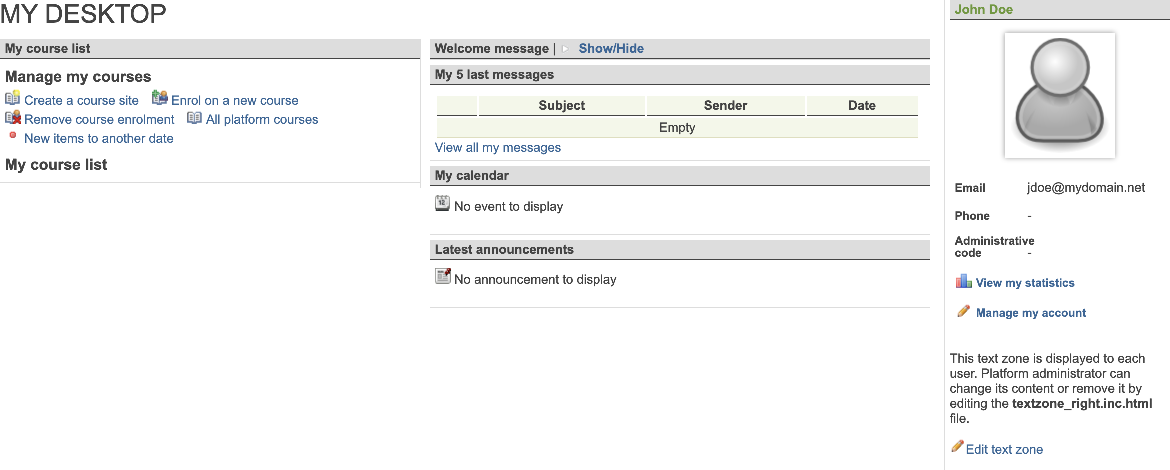 MY DESKTOP
My course list
Manage my courses
Create a course site Enrol on a new course
Remove course enrolment All platform courses
New items to another date
My course list
Welcome message | Show/Hide
My 5 last messages
Subject Sender Date
Empty
View all my messages
My calendar
12
No event to display
Latest announcements
No announcement to display
John Doe
Email jdoe@mydomain.net
Phone -
Administrative
code -
View my statistics
Manage my account
This text zone is displayed to each
user. Platform administrator can
change its content or remove it by
editing the textzone_right.inc.html
file.
Edit text zone